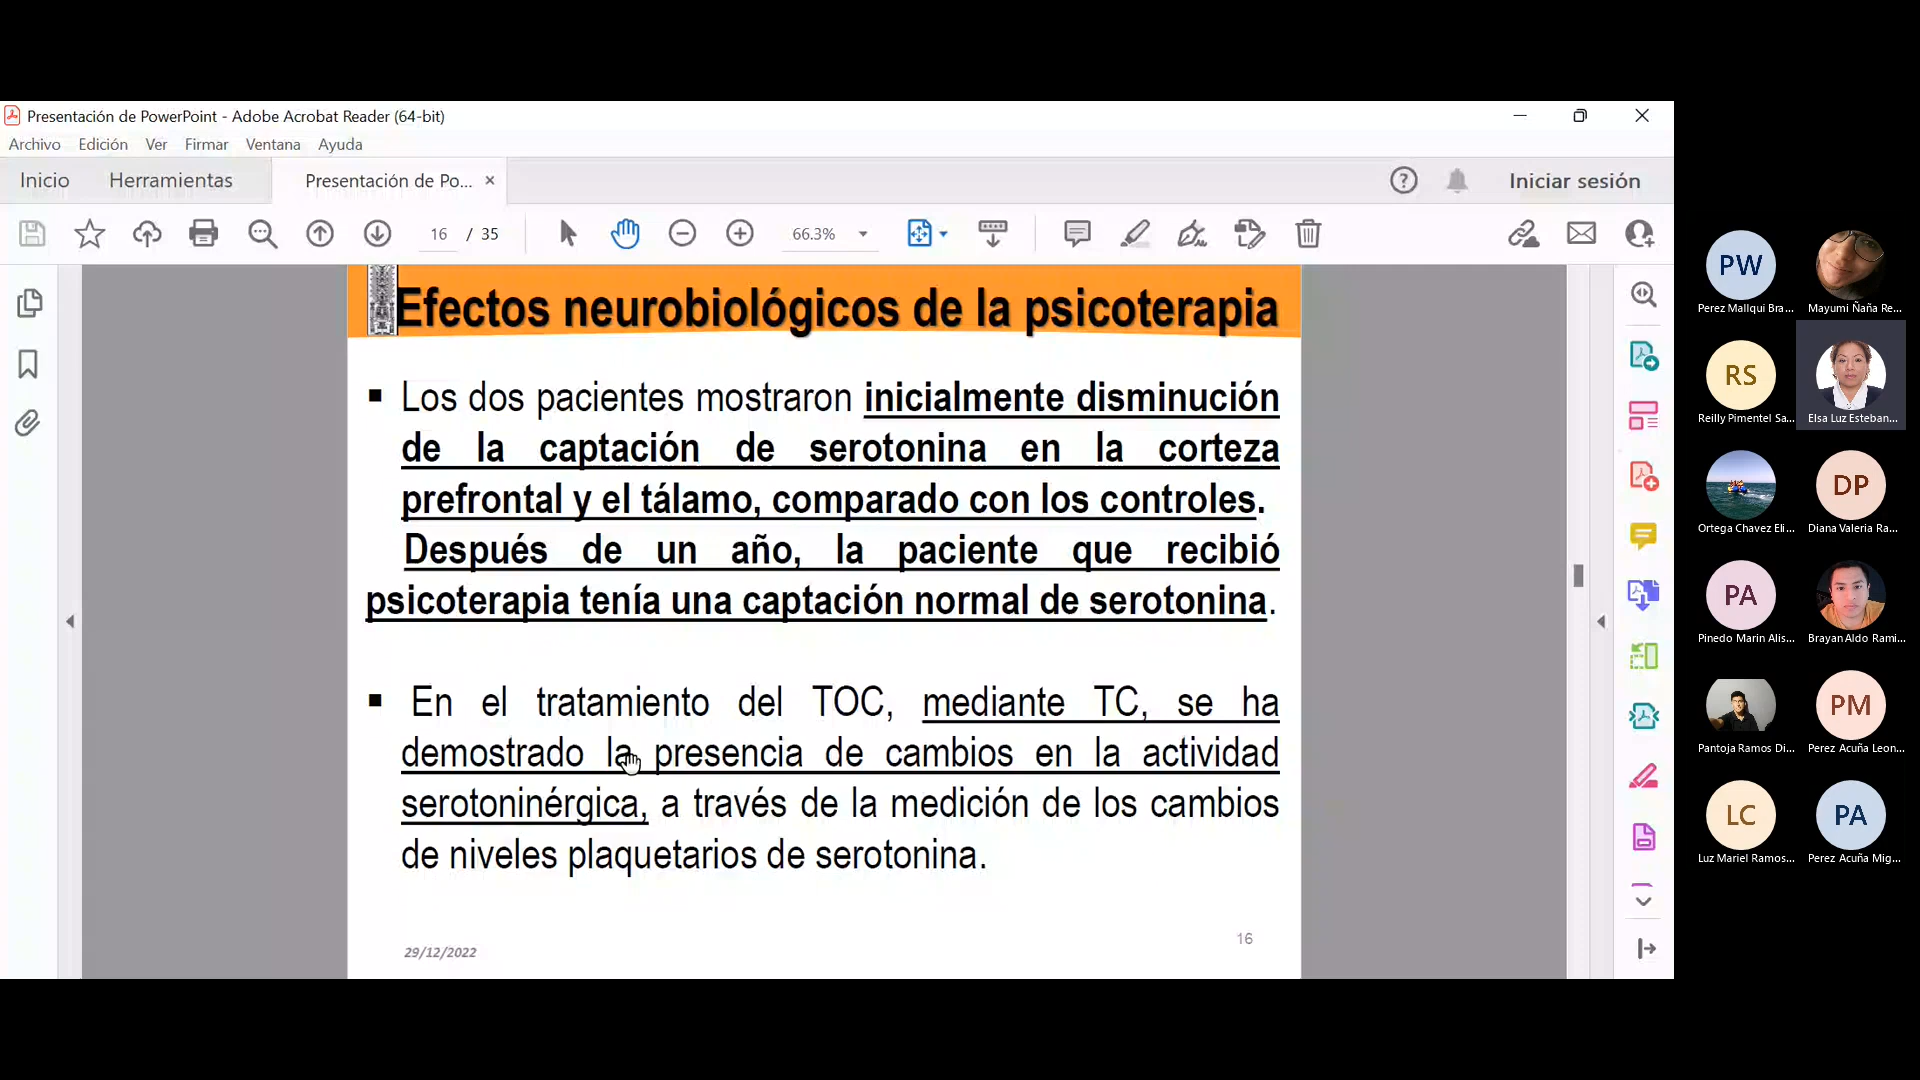 Presentación de PowerPoint - Adobe Acrobat Reader (64-bit)
Archivo Edición Ver Firmar Ventana Ayuda
Inicio Herramientas Presentación de Po... × Iniciar sesión
16 / 35 66.3%
Efectos neurobiológicos de la psicoterapia
▪ Los dos pacientes mostraron inicialmente disminución
de la captación de serotonina en la corteza
prefrontal y el tálamo, comparado con los controles.
Después de un año, la paciente que recibió
psicoterapia tenía una captación normal de serotonina.
▪ En el tratamiento del TOC, mediante TC, se ha
demostrado la presencia de cambios en la actividad
serotoninérgica, a través de la medición de los cambios
de niveles plaquetarios de serotonina.
29/12/2022
16
PW
Perez Mallqui Bra... Mayumi Ñaña Re...
RS
Reilly Pimentel Sa... Elsa Luz Esteban...
DP
Ortega Chavez Eli... Diana Valeria Ra...
PA
Pinedo Marin Alis... Brayan Aldo Rami...
PM
Pantoja Ramos Di... Perez Acuña Leon...
LC PA
Luz Mariel Ramos... Perez Acuña Mig...